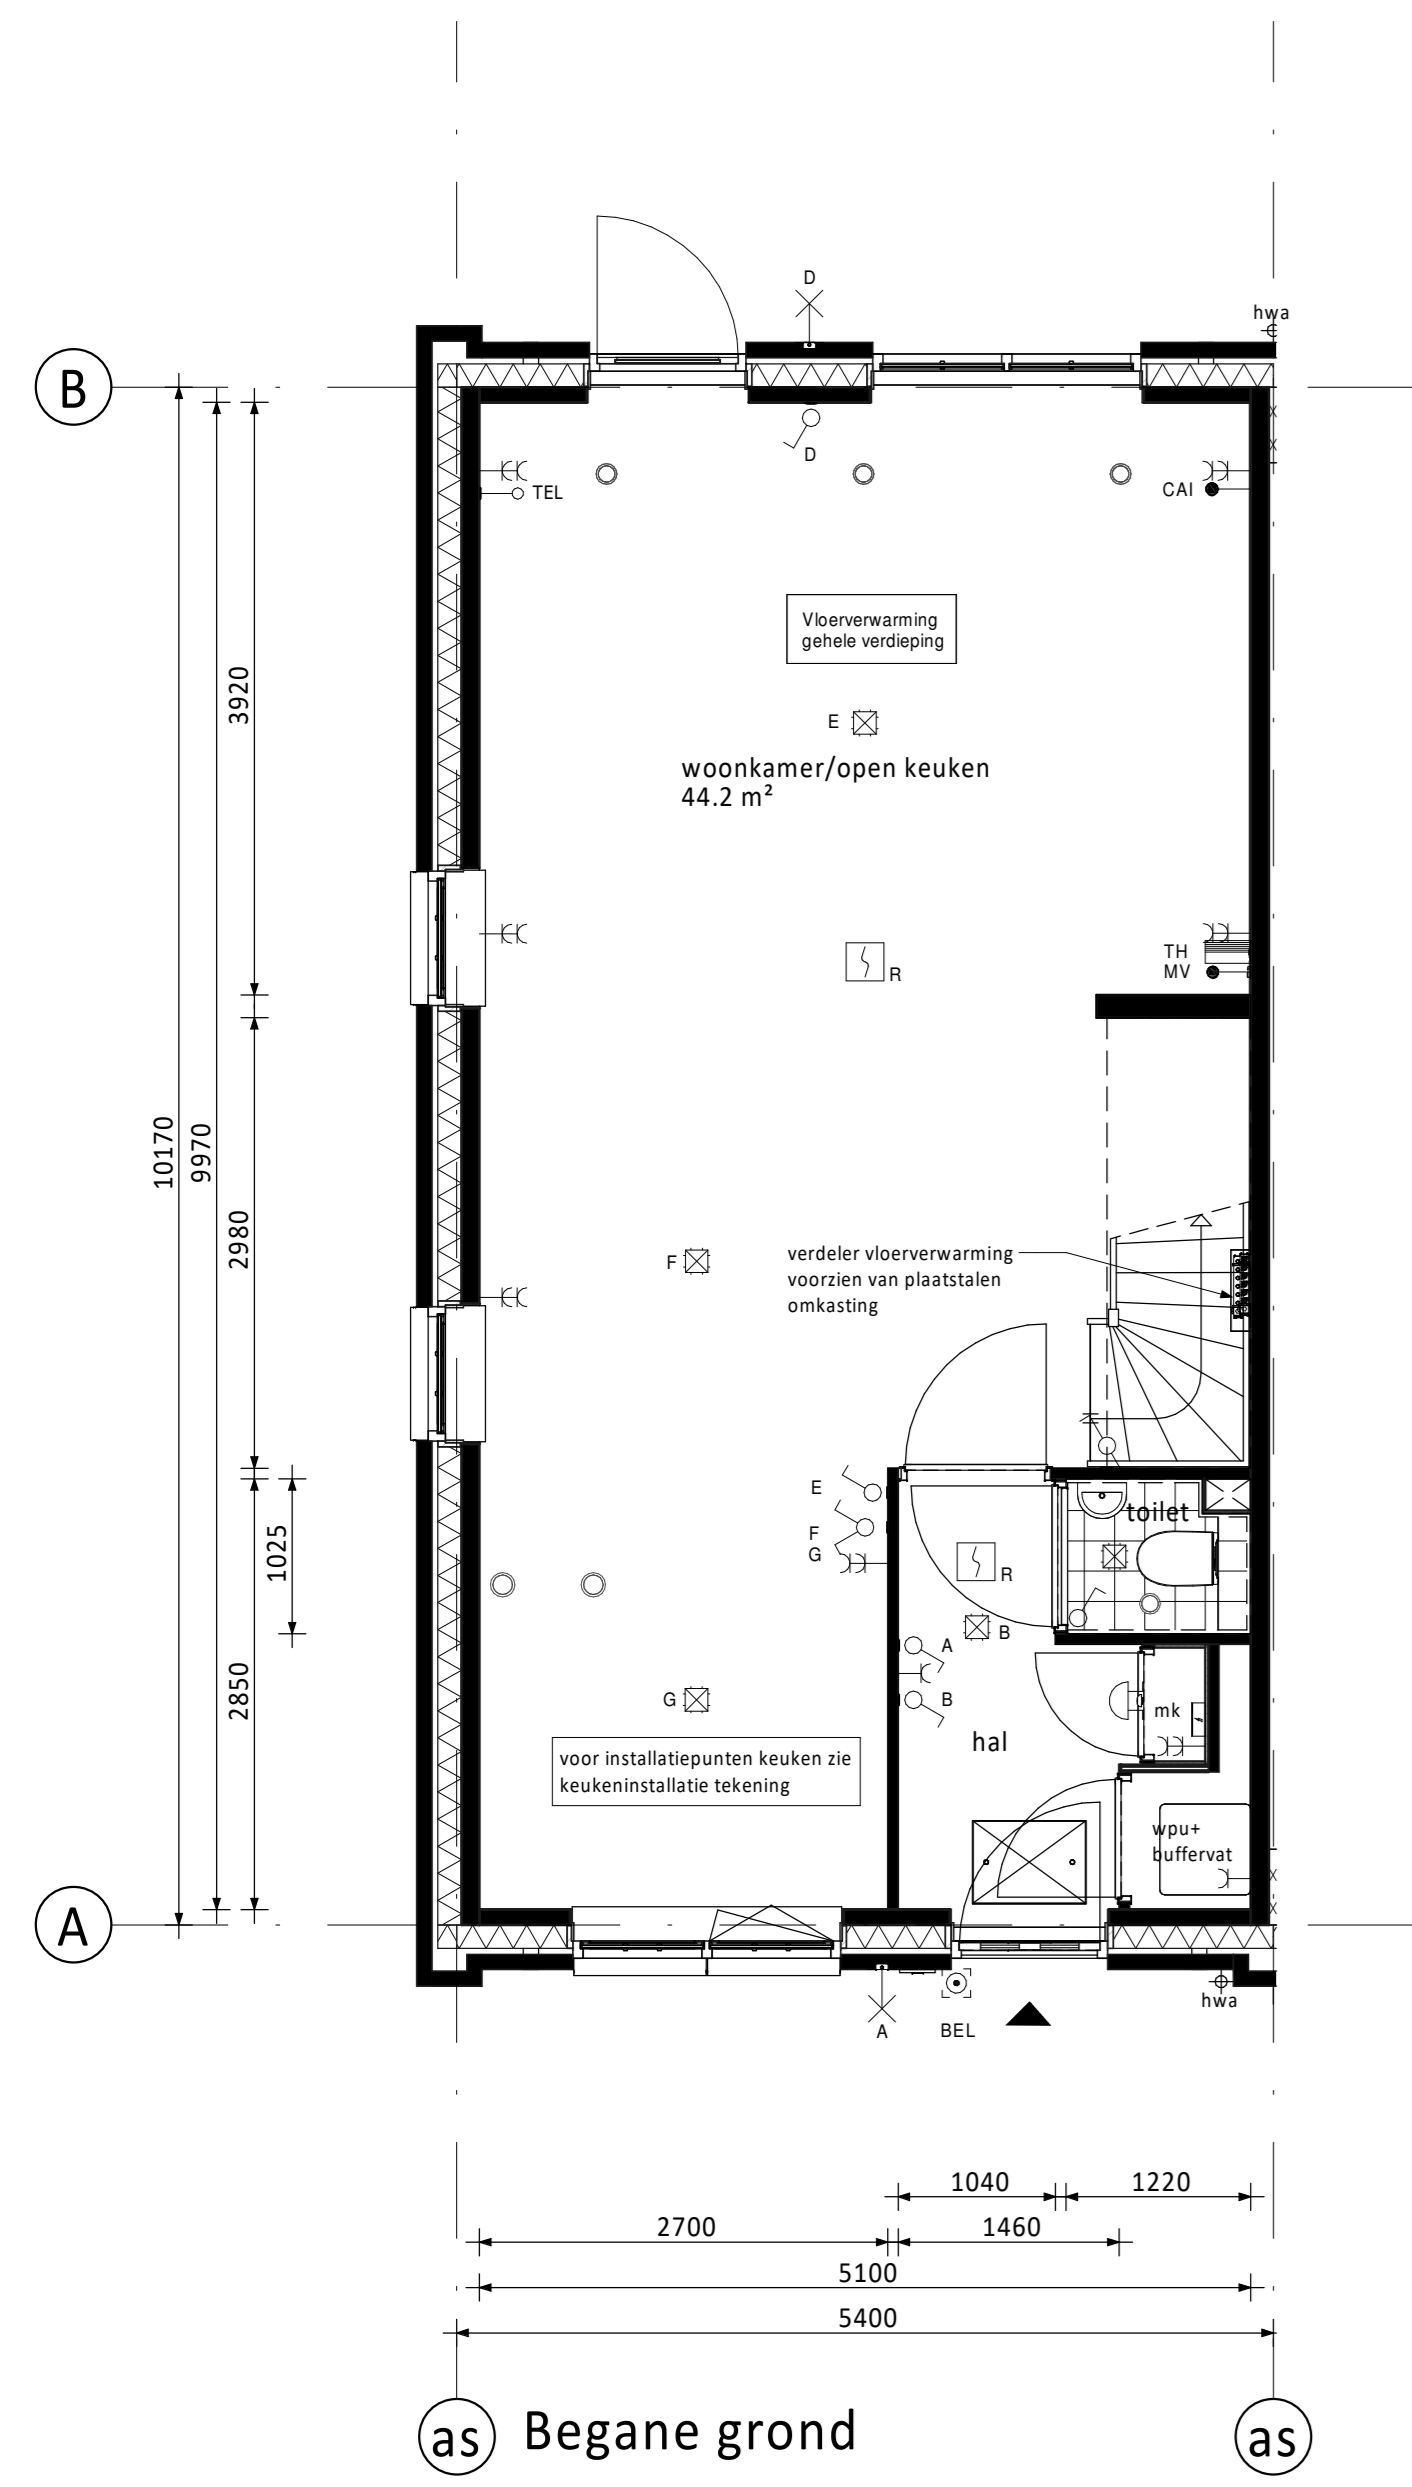 D
hwa
B
D
TEL
CAI
Vloerverwarming
gehele verdieping
3920
E
woonkamer/open keuken
44.2 m²
TH
MV
R
10170
9970
2980
F
verdeler vloerverwarming
voorzien van plaatstalen
omkasting
E
F
G
toilet
1025
R
B
A
B
2850
G
mk
hal
voor installatiepunten keuken zie
keukeninstallatie tekening
wpu+
buffervat
A
hwa
A
BEL
1040
1220
2700
1460
5100
5400
as
Begane grond
as